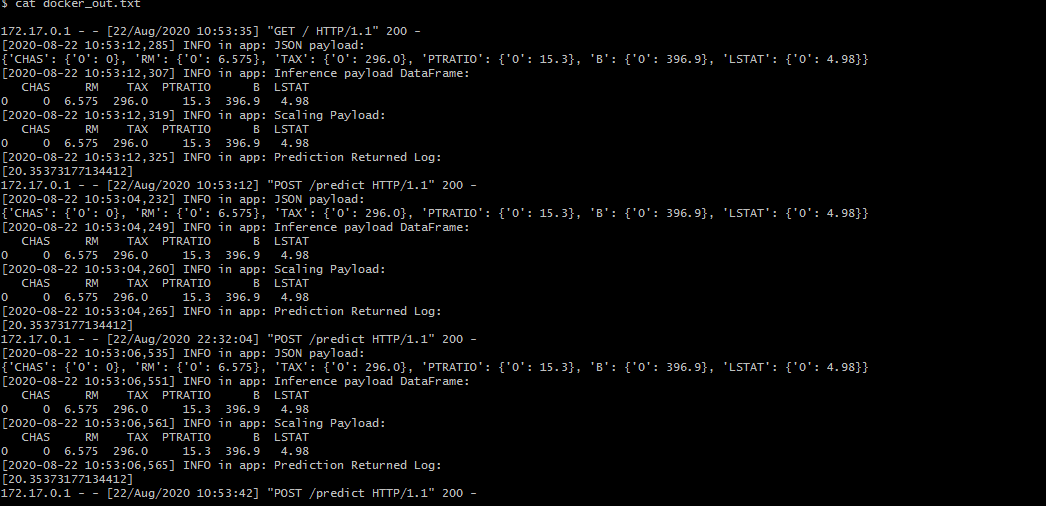 $ cat docker_out.txt
172.17.0.1 - - [22/Aug/2020 10:53:35] "GET / HTTP/1.1" 200 -
[2020-08-22 10:53:12,285] INFO in app: JSON payload:
{'CHAS': {'0': 0}, 'RM': {'0': 6.575}, 'TAX': {'0': 296.0}, 'PTRATIO': {'0': 15.3}, 'B': {'0': 396.9}, 'LSTAT': {'0': 4.98}}
[2020-08-22 10:53:12,307] INFO in app: Inference payload DataFrame:
   CHAS     RM    TAX  PTRATIO      B  LSTAT
0     0  6.575  296.0     15.3  396.9   4.98
[2020-08-22 10:53:12,319] INFO in app: Scaling Payload:
   CHAS     RM    TAX  PTRATIO      B  LSTAT
0     0  6.575  296.0     15.3  396.9   4.98
[2020-08-22 10:53:12,325] INFO in app: Prediction Returned Log:
[20.35373177134412]
172.17.0.1 - - [22/Aug/2020 10:53:12] "POST /predict HTTP/1.1" 200 -
[2020-08-22 10:53:04,232] INFO in app: JSON payload:
{'CHAS': {'0': 0}, 'RM': {'0': 6.575}, 'TAX': {'0': 296.0}, 'PTRATIO': {'0': 15.3}, 'B': {'0': 396.9}, 'LSTAT': {'0': 4.98}}
[2020-08-22 10:53:04,249] INFO in app: Inference payload DataFrame:
   CHAS     RM    TAX  PTRATIO      B  LSTAT
0     0  6.575  296.0     15.3  396.9   4.98
[2020-08-22 10:53:04,260] INFO in app: Scaling Payload:
   CHAS     RM    TAX  PTRATIO      B  LSTAT
0     0  6.575  296.0     15.3  396.9   4.98
[2020-08-22 10:53:04,265] INFO in app: Prediction Returned Log:
[20.35373177134412]
172.17.0.1 - - [22/Aug/2020 22:32:04] "POST /predict HTTP/1.1" 200 -
[2020-08-22 10:53:06,535] INFO in app: JSON payload:
{'CHAS': {'0': 0}, 'RM': {'0': 6.575}, 'TAX': {'0': 296.0}, 'PTRATIO': {'0': 15.3}, 'B': {'0': 396.9}, 'LSTAT': {'0': 4.98}}
[2020-08-22 10:53:06,551] INFO in app: Inference payload DataFrame:
   CHAS     RM    TAX  PTRATIO      B  LSTAT
0     0  6.575  296.0     15.3  396.9   4.98
[2020-08-22 10:53:06,561] INFO in app: Scaling Payload:
   CHAS     RM    TAX  PTRATIO      B  LSTAT
0     0  6.575  296.0     15.3  396.9   4.98
[2020-08-22 10:53:06,565] INFO in app: Prediction Returned Log:
[20.35373177134412]
172.17.0.1 - - [22/Aug/2020 10:53:42] "POST /predict HTTP/1.1" 200 -